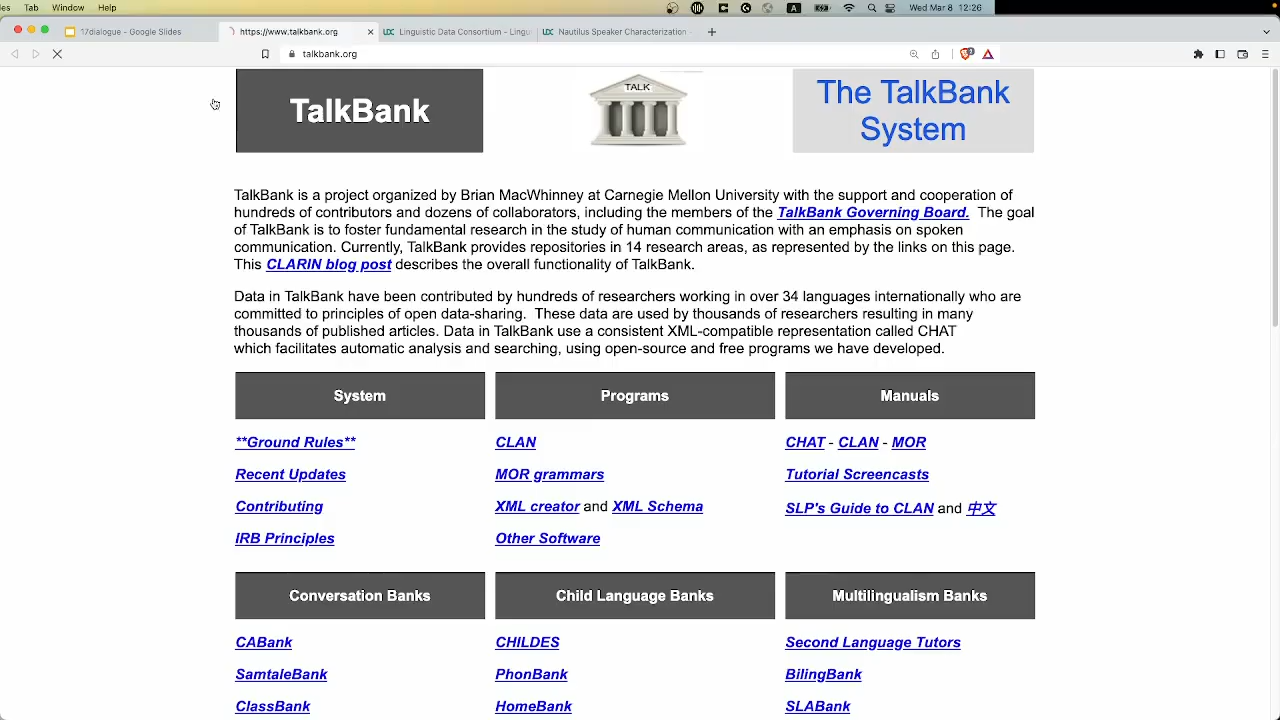 es Tab Window Help
A
Wed Mar 8 12:26
17dialogue - Google Slides
https://www.talkbank.org
Linguistic Data Consortium - Lingu
Nautilus Speaker Characterization -
talkbank.org
TalkBank
TALK
The TalkBank
System
TalkBank is a project organized by Brian MacWhinney at Carnegie Mellon University with the support and cooperation of
hundreds of contributors and dozens of collaborators, including the members of the TalkBank Governing Board. The goal
of TalkBank is to foster fundamental research in the study of human communication with an emphasis on spoken
communication. Currently, TalkBank provides repositories in 14 research areas, as represented by the links on this page.
This CLARIN blog post describes the overall functionality of TalkBank.
Data in TalkBank have been contributed by hundreds of researchers working in over 34 languages internationally who are
committed to principles of open data-sharing. These data are used by thousands of researchers resulting in many
thousands of published articles. Data in TalkBank use a consistent XML-compatible representation called CHAT
which facilitates automatic analysis and searching, using open-source and free programs we have developed.
System
Programs
Manuals
**Ground Rules**
CLAN
CHAT - CLAN - MOR
Recent Updates
MOR grammars
Tutorial Screencasts
Contributing
XML creator and XML Schema
SLP's Guide to CLAN and 中文
IRB Principles
Other Software
Conversation Banks
Child Language Banks
Multilingualism Banks
CABank
CHILDES
Second Language Tutors
SamtaleBank
PhonBank
BilingBank
ClassBank
HomeBank
SLABank